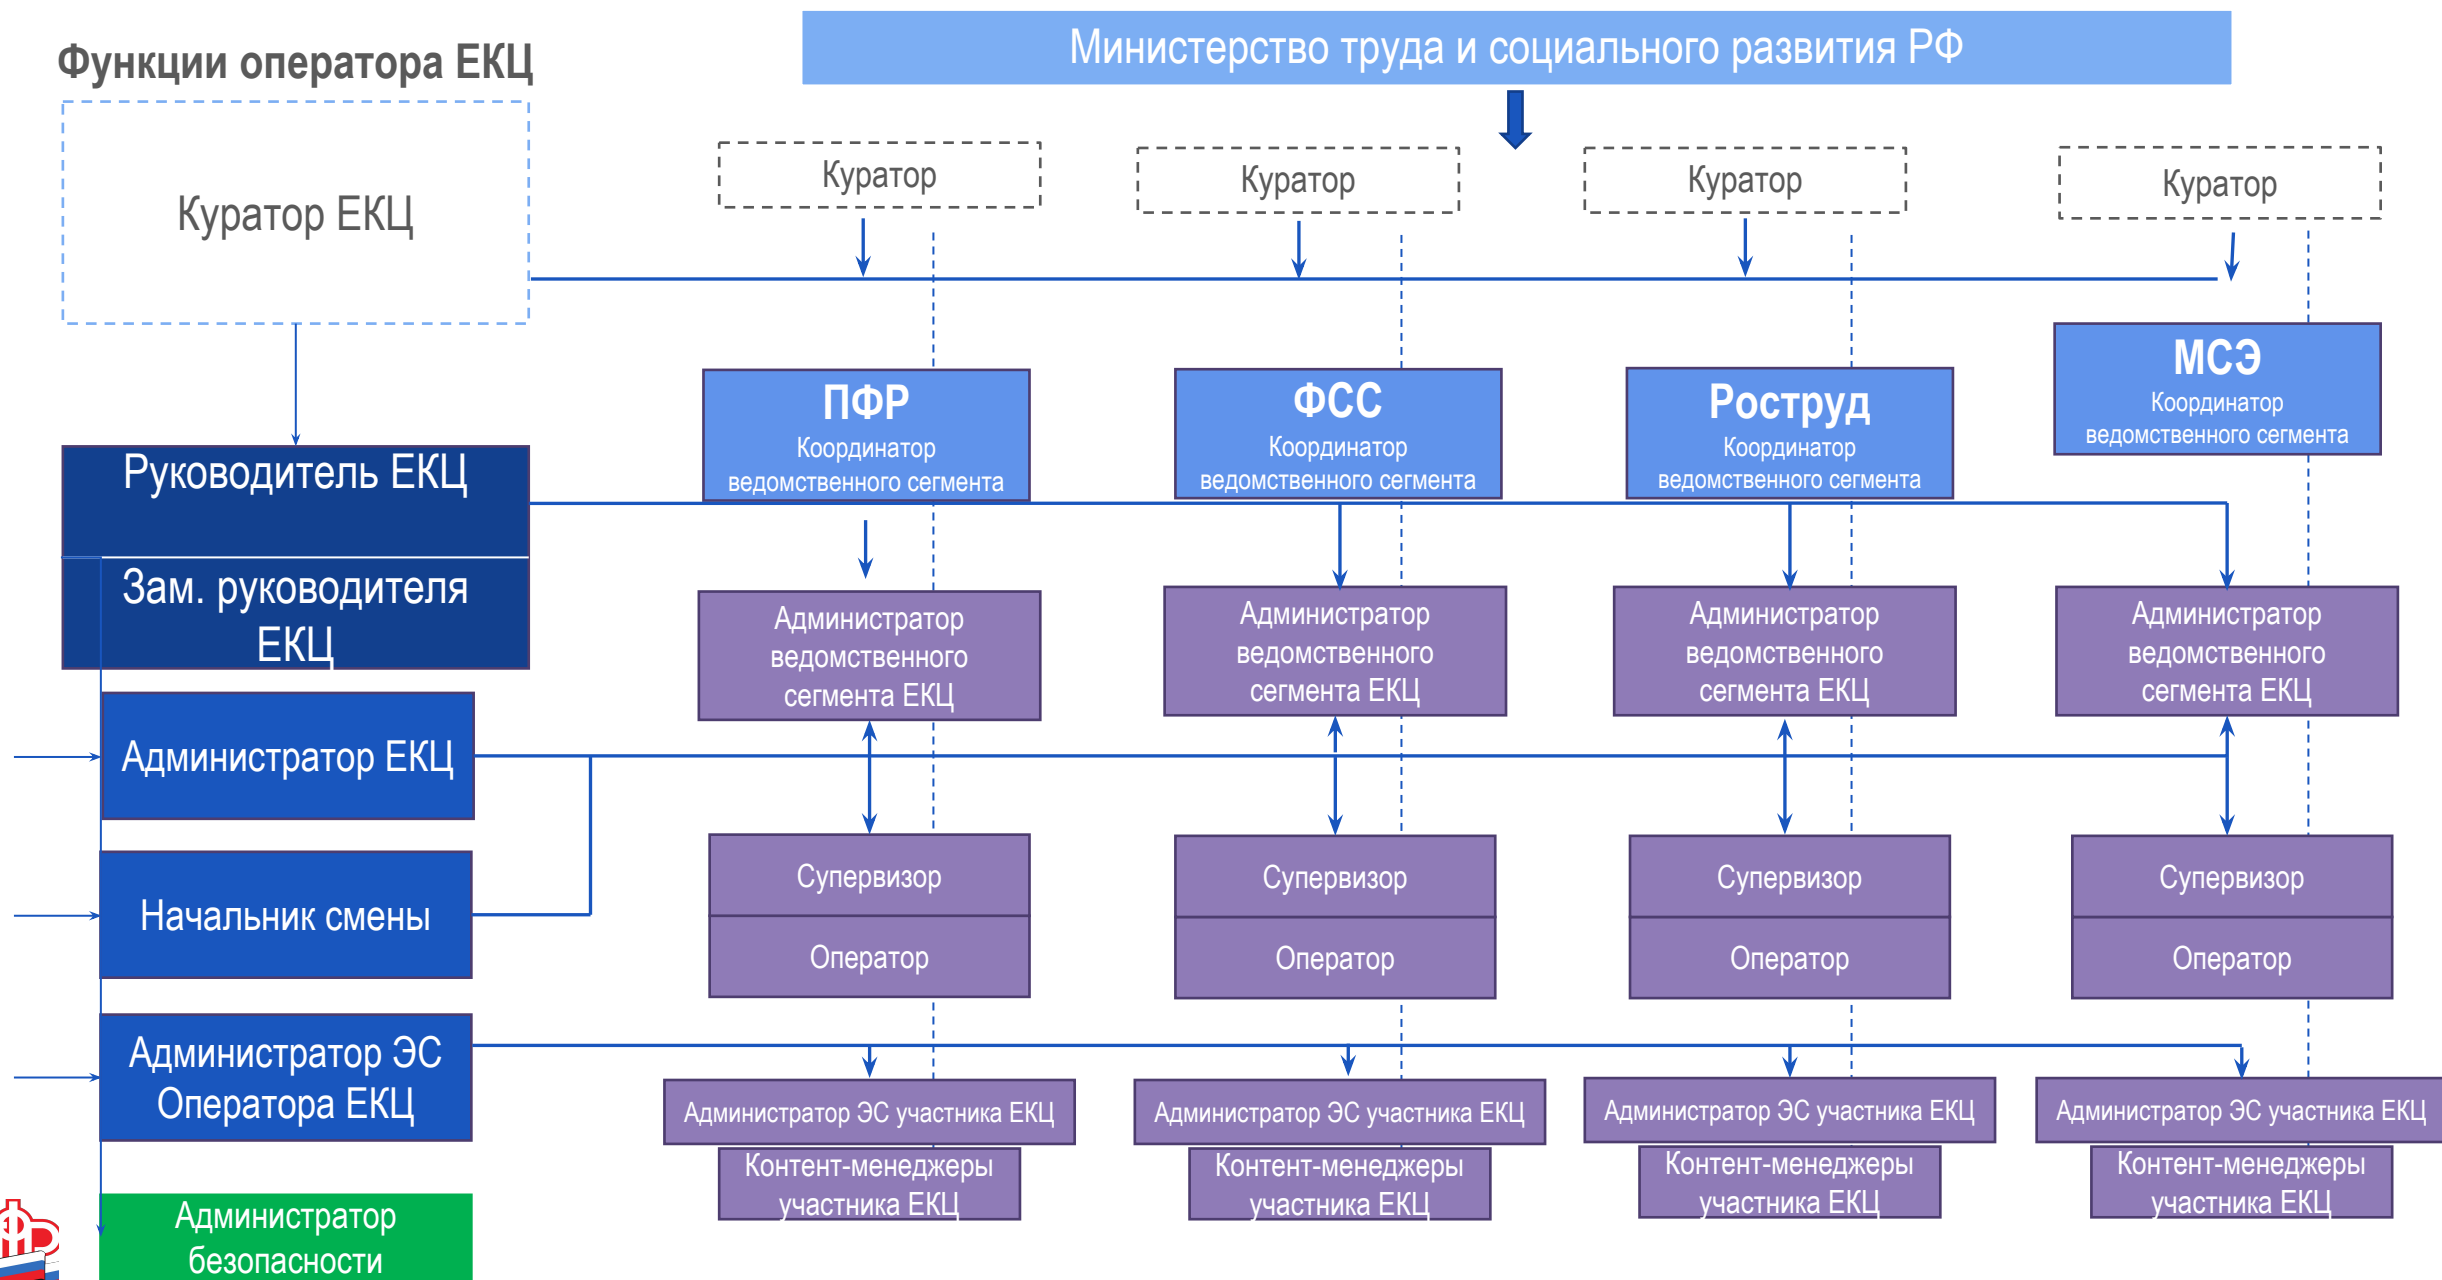 Функции оператора ЕКЦ
Министерство труда и социального развития РФ
Куратор ЕКЦ
Куратор
Куратор
Куратор
Куратор
ПФР
Координатор
ведомственного сегмента
ФСС
Координатор
ведомственного сегмента
Роструд
Координатор
ведомственного сегмента
МСЭ
Координатор
ведомственного сегмента
Руководитель ЕКЦ
Зам. руководителя
ЕКЦ
Администратор
ведомственного
сегмента ЕКЦ
Администратор
ведомственного
сегмента ЕКЦ
Администратор
ведомственного
сегмента ЕКЦ
Администратор
ведомственного
сегмента ЕКЦ
Администратор ЕКЦ
Начальник смены
Супервизор
Оператор
Супервизор
Оператор
Супервизор
Оператор
Супервизор
Оператор
Администратор ЭС
Оператора ЕКЦ
Администратор ЭС участника ЕКЦ
Контент-менеджеры
участника ЕКЦ
Администратор ЭС участника ЕКЦ
Контент-менеджеры
участника ЕКЦ
Администратор ЭС участника ЕКЦ
Контент-менеджеры
участника ЕКЦ
Администратор ЭС участника ЕКЦ
Контент-менеджеры
участника ЕКЦ
Администратор
безопасности